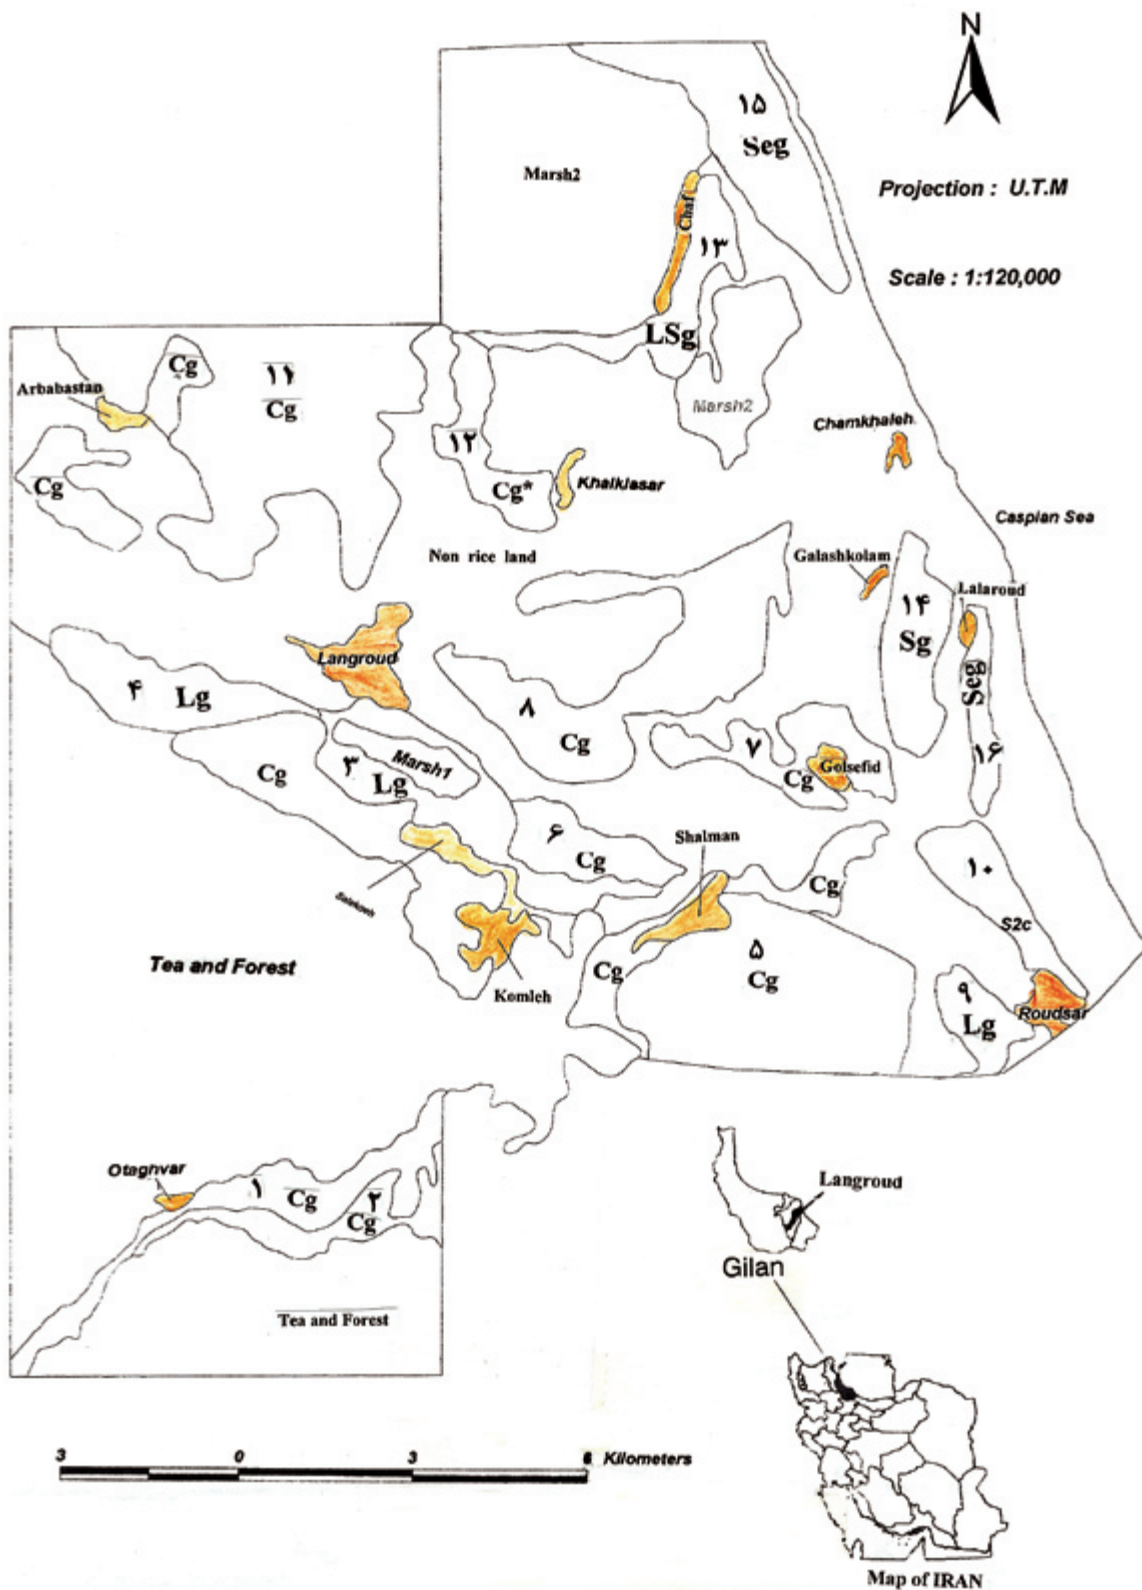 N
۱۵
Seg
Marsh2
Projection : U.T.M
Chaf
۱۳
Scale : 1:120,000
LSg
Cg
Arbabastan
۱۱
Cg
Marsh2
Chamkhaleh
۱۲
Cg
Cg*
Khalklasar
Caspian Sea
Non rice land
Galashkolam
Lalaroud
۱۴
Sg
Langroud
Seg
۴
Lg
۸
Cg
۷
Cg
Golsefid
۱۶
Cg
۳
Marsh1
Lg
۶
Cg
Shalman
Cg
۱۰
S2c
Tea and Forest
Komleh
Cg
۵
Cg
۹
Lg
Roudsar
Otaghvar
۱
Cg
۲
Cg
Langroud
Gilan
Tea and Forest
3 0 3 6 Kilometers
Map of IRAN